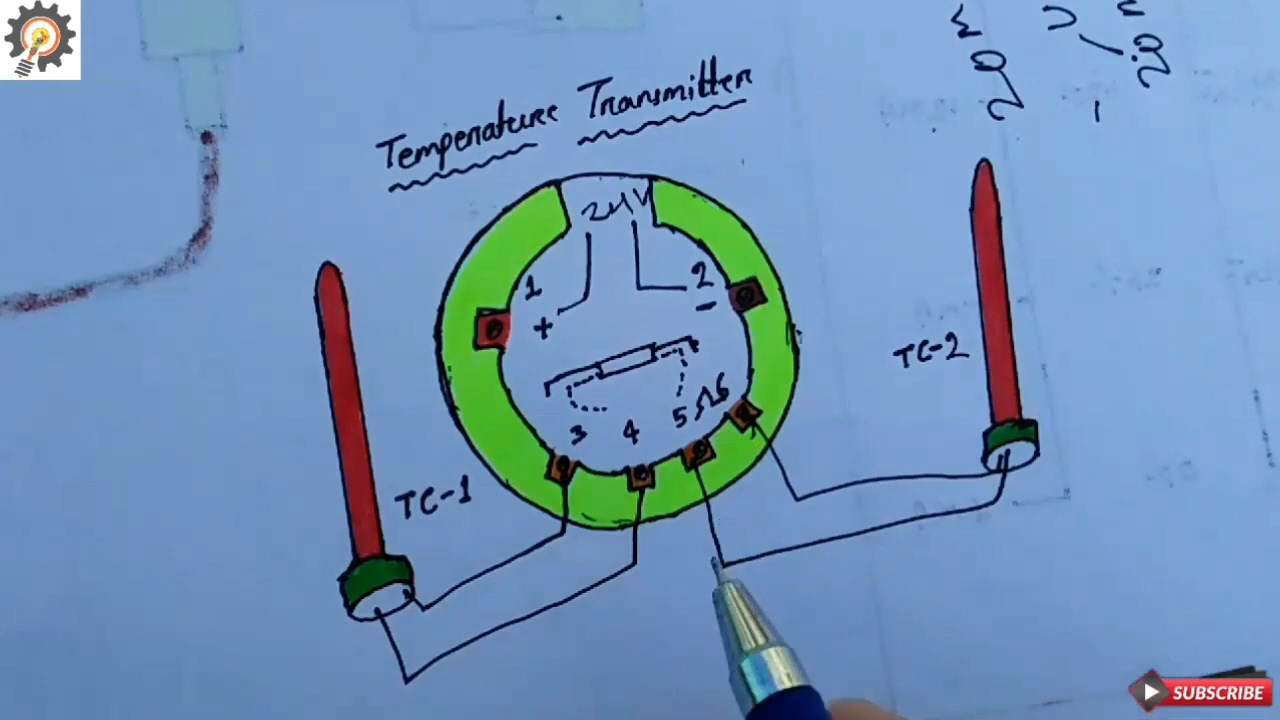 Temperature Transmitter
24V
1
2
+
-
TC-2
3
4
5
6
TC-1
SUBSCRIBE